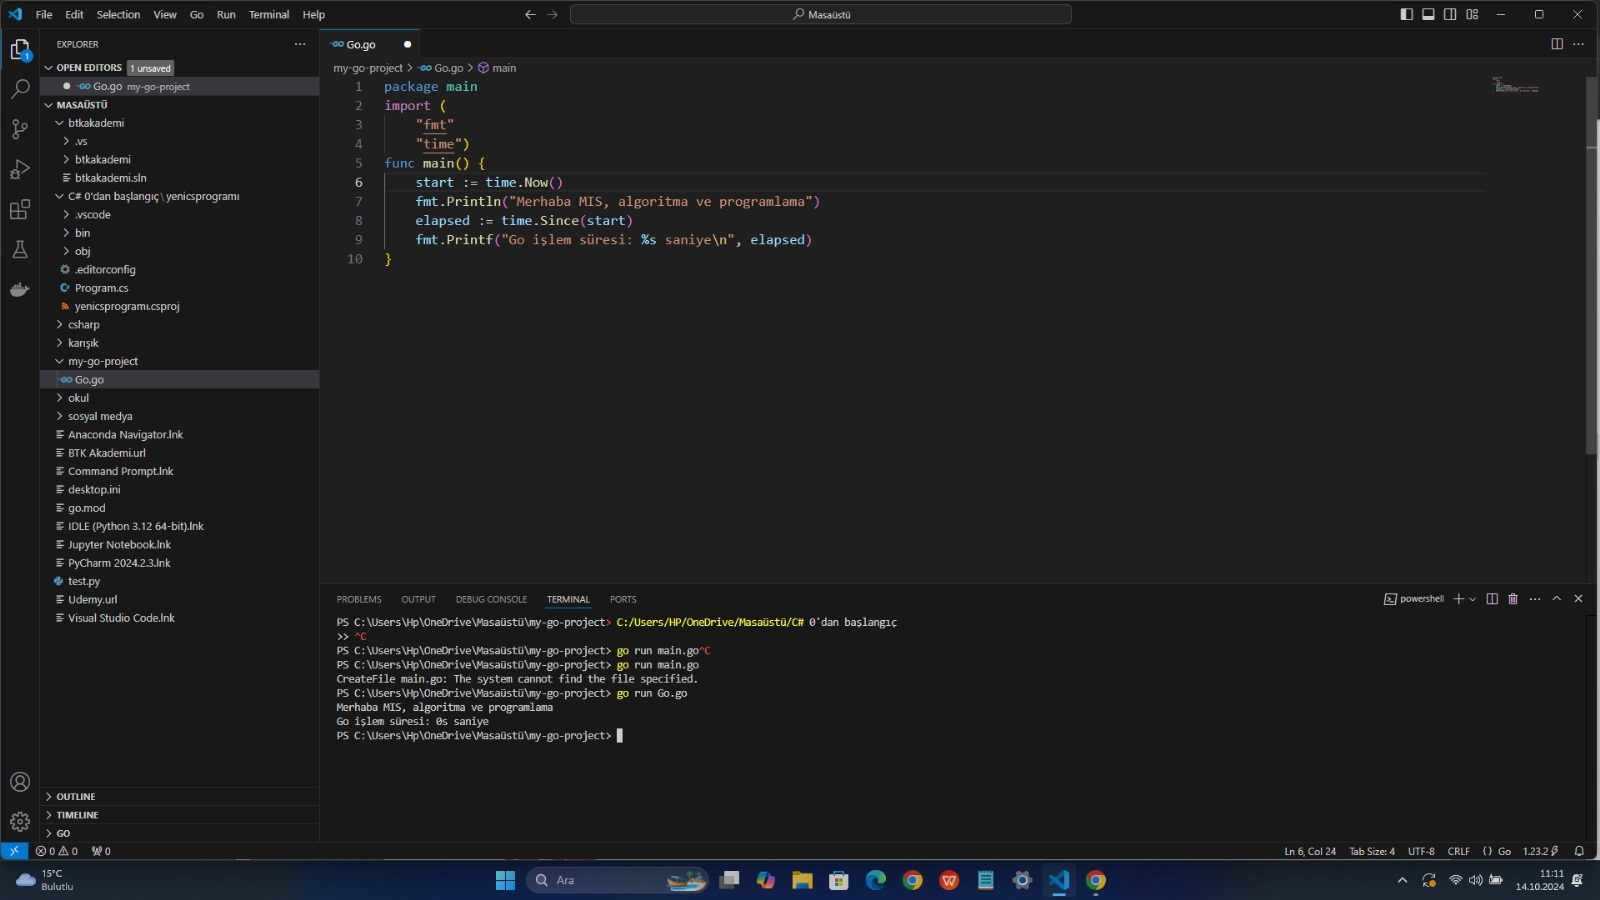 File Edit Selection View Go Run Terminal Help
Masaüstü
EXPLORER
OPEN EDITORS 1 unsaved
Go.go my-go-project
MASAÜSTÜ
btkakademi
.vs
btkakademi
btkakademi.sln
C# 0'dan başlangıç \ yenicsprogramı
.vscode
bin
obj
.editorconfig
Program.cs
yenicsprogramı.csproj
csharp
karışık
my-go-project
Go.go
okul
sosyal medya
Anaconda Navigator.lnk
BTK Akademi.url
Command Prompt.lnk
desktop.ini
go.mod
IDLE (Python 3.12 64-bit).lnk
Jupyter Notebook.lnk
PyCharm 2024.2.3.lnk
test.py
Udemy.url
Visual Studio Code.lnk
OUTLINE
TIMELINE
GO
Go.go
my-go-project > Go.go > main
1 package main
2 import (
3 "fmt"
4 "time")
5 func main() {
6 start := time.Now()
7 fmt.Println("Merhaba MIS, algoritma ve programlama")
8 elapsed := time.Since(start)
9 fmt.Printf("Go işlem süresi: %s saniye\n", elapsed)
10 }
PROBLEMS OUTPUT DEBUG CONSOLE TERMINAL PORTS
powershell
PS C:\Users\Hp\OneDrive\Masaüstü\my-go-project> C:/Users/HP/OneDrive/Masaüstü/C# 0'dan başlangıç
>> ^C
PS C:\Users\Hp\OneDrive\Masaüstü\my-go-project> go run main.go^C
PS C:\Users\Hp\OneDrive\Masaüstü\my-go-project> go run main.go
CreateFile main.go: The system cannot find the file specified.
PS C:\Users\Hp\OneDrive\Masaüstü\my-go-project> go run Go.go
Merhaba MIS, algoritma ve programlama
Go işlem süresi: 0s saniye
PS C:\Users\Hp\OneDrive\Masaüstü\my-go-project>
0 0 0
Ln 6, Col 24 Tab Size: 4 UTF-8 CRLF {} Go 1.23.2
15°C
Bulutlu
Ara
11:11
14.10.2024